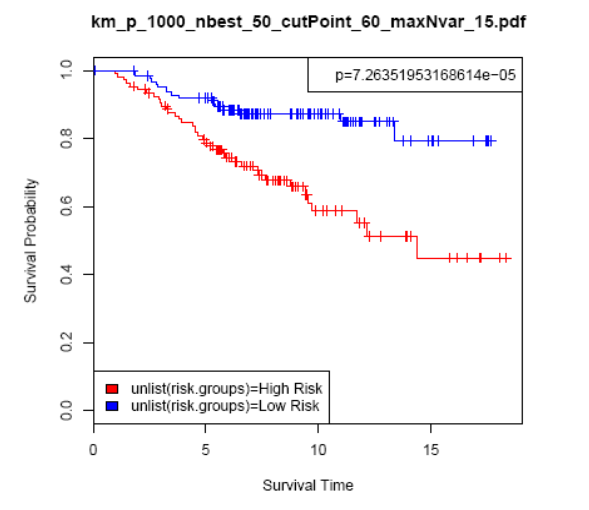 km_p_1000_nbest_50_cutPoint_60_maxNvar_15.pdf
p=7.26351953168614e−05
1.0
0.8
0.6
0.4
0.2
0.0
Survival Probability
unlist(risk.groups)=High Risk
unlist(risk.groups)=Low Risk
0 5 10 15
Survival Time